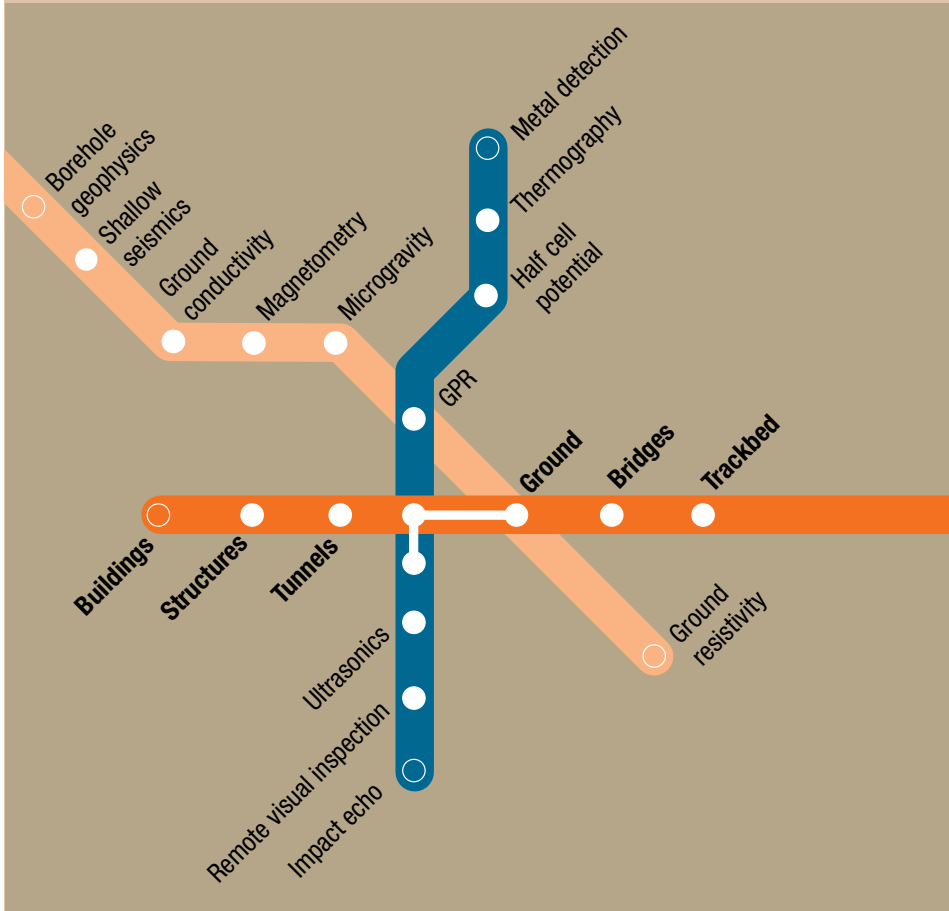 Metal detection
Thermography
Half cell
potential
Borehole
geophysics
Shallow
seismics
Ground
conductivity
Magnetometry
Microgravity
GPR
Ground
Bridges
Trackbed
Buildings
Structures
Tunnels
Ground
resistivity
Ultrasonics
Remote visual inspection
Impact echo